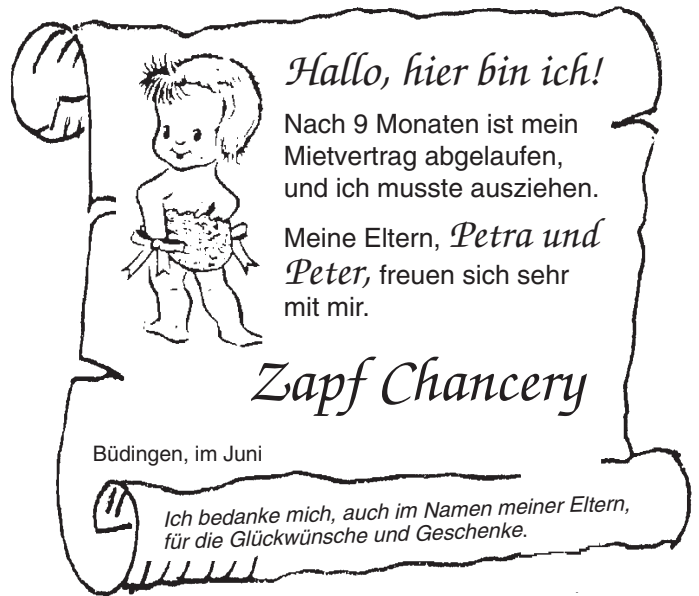 Hallo, hier bin ich!
Nach 9 Monaten ist mein
Mietvertrag abgelaufen,
und ich musste ausziehen.
Meine Eltern, Petra und
Peter, freuen sich sehr
mit mir.
Zapf Chancery
Büdingen, im Juni
Ich bedanke mich, auch im Namen meiner Eltern,
für die Glückwünsche und Geschenke.